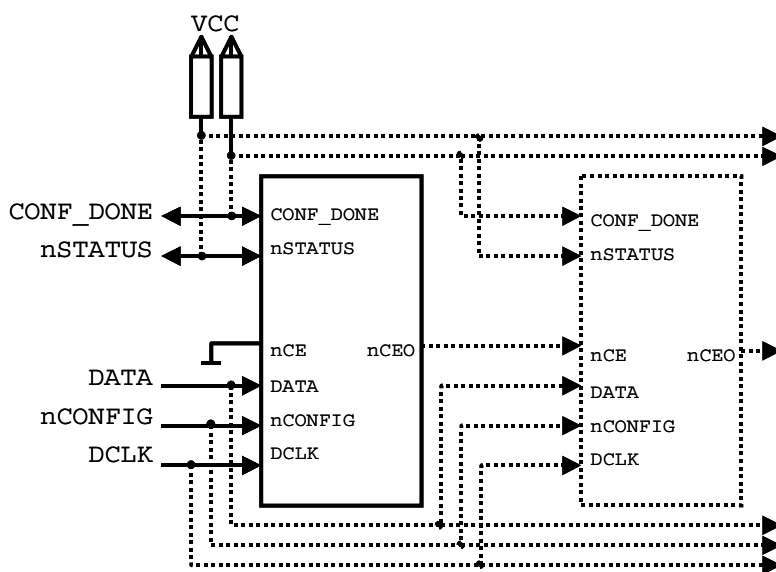 VCC
CONF_DONE
CONF_DONE
CONF_DONE
nSTATUS
nSTATUS
nSTATUS
nCE
nCEO
nCE
nCEO
DATA
DATA
DATA
nCONFIG
nCONFIG
nCONFIG
DCLK
DCLK
DCLK